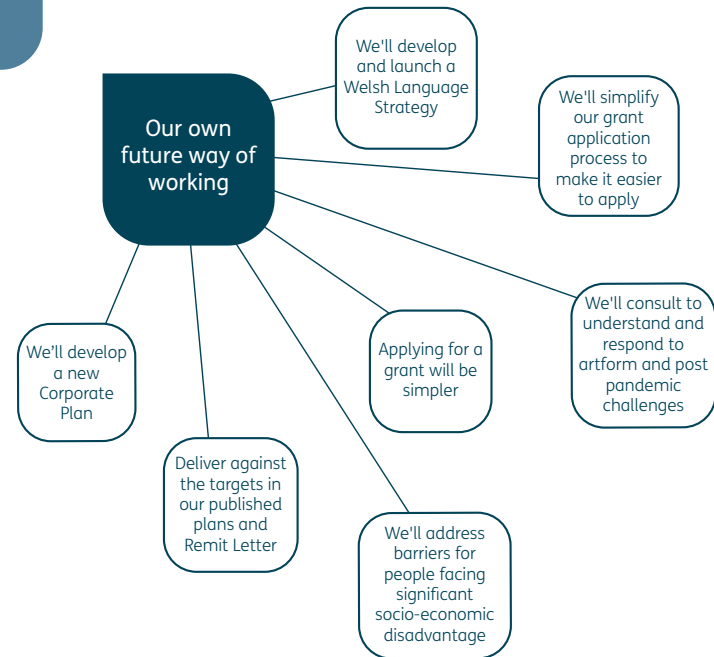 Our own
future way of
working
We'll develop
and launch a
Welsh Language
Strategy
We'll simplify
our grant
application
process to
make it easier
to apply
We'll consult to
understand and
respond to
artform and post
pandemic
challenges
Applying for a
grant will be
simpler
We'll address
barriers for
people facing
significant
socio-economic
disadvantage
Deliver against
the targets in
our published
plans and
Remit Letter
We’ll develop
a new
Corporate
Plan